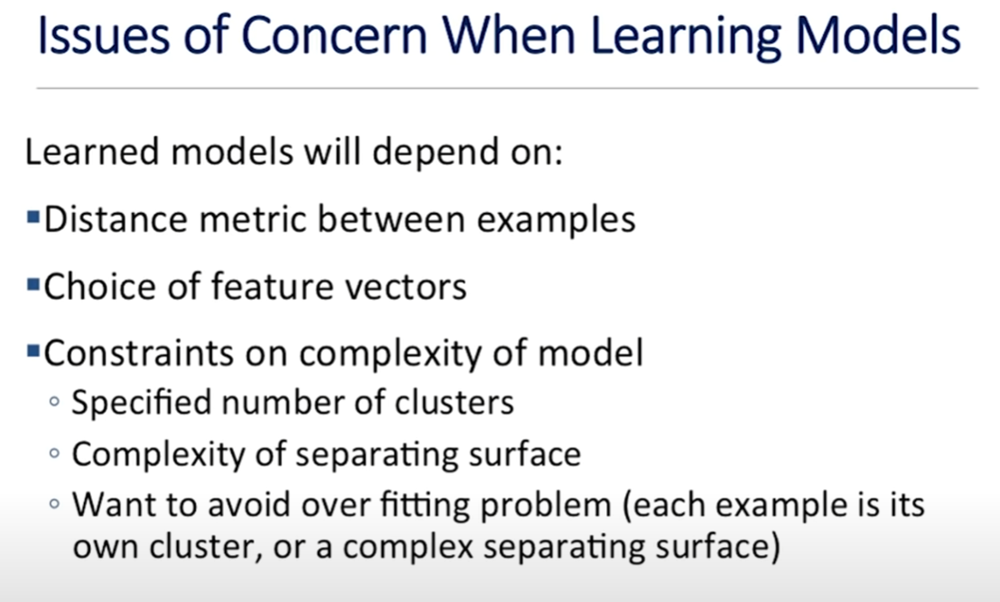 Issues of Concern When Learning Models
Learned models will depend on:
▪Distance metric between examples
▪Choice of feature vectors
▪Constraints on complexity of model
◦ Specified number of clusters
◦ Complexity of separating surface
◦ Want to avoid over fitting problem (each example is its
own cluster, or a complex separating surface)